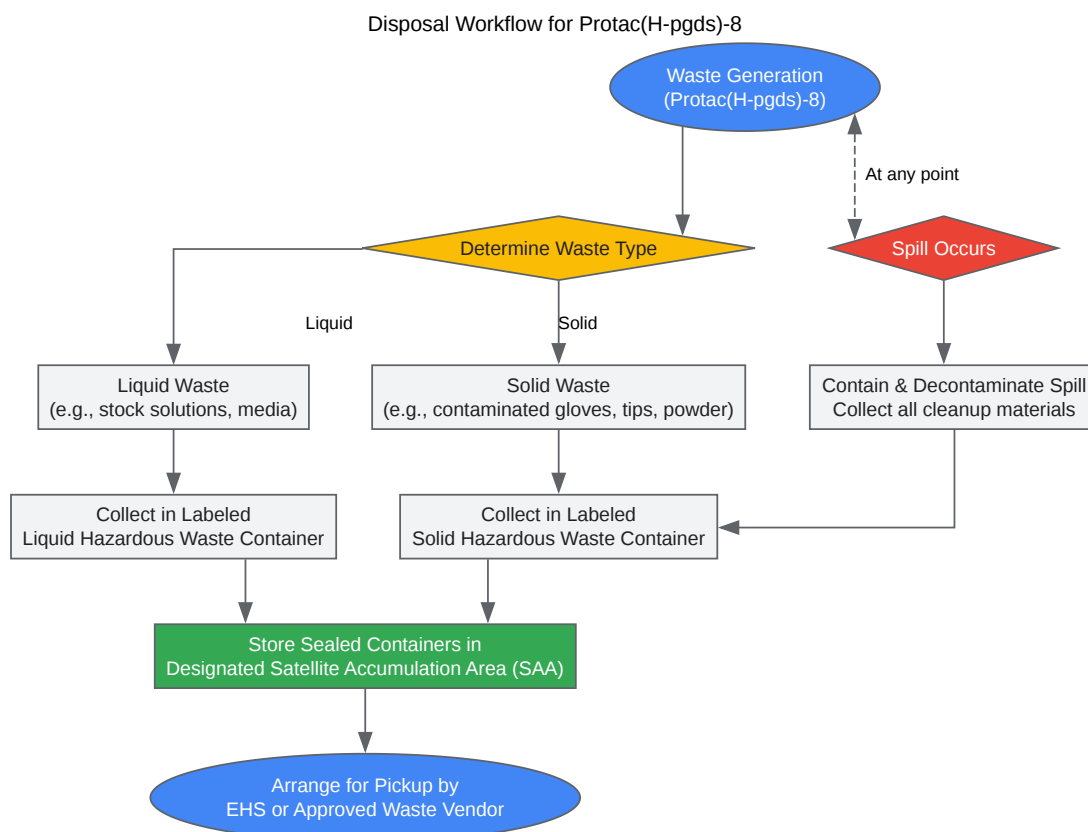 Disposal Workflow for Protac(H-pgds)-8
Waste Generation
(Protac(H-pgds)-8)
At any point
Determine Waste Type
Spill Occurs
Liquid
Solid
Liquid Waste
(e.g., stock solutions, media)
Solid Waste
(e.g., contaminated gloves, tips, powder)
Contain & Decontaminate Spill
Collect all cleanup materials
Collect in Labeled
Liquid Hazardous Waste Container
Collect in Labeled
Solid Hazardous Waste Container
Store Sealed Containers in
Designated Satellite Accumulation Area (SAA)
Arrange for Pickup by
EHS or Approved Waste Vendor